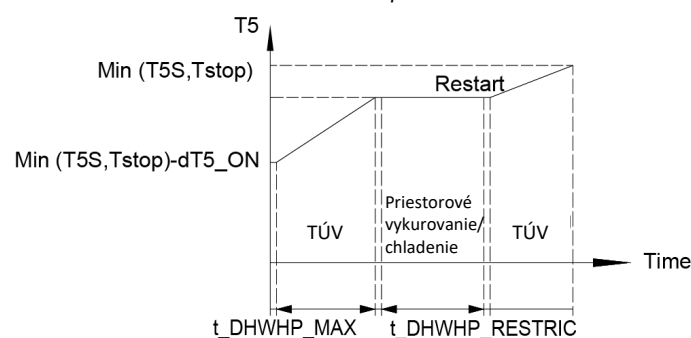 T5
Min (T5S,Tstop)
Restart
Min (T5S,Tstop)-dT5_ON
Priestorové
vykurovanie/
chladenie
TÚV
TÚV
Time
t_DHWHP_MAX
t_DHWHP_RESTRIC